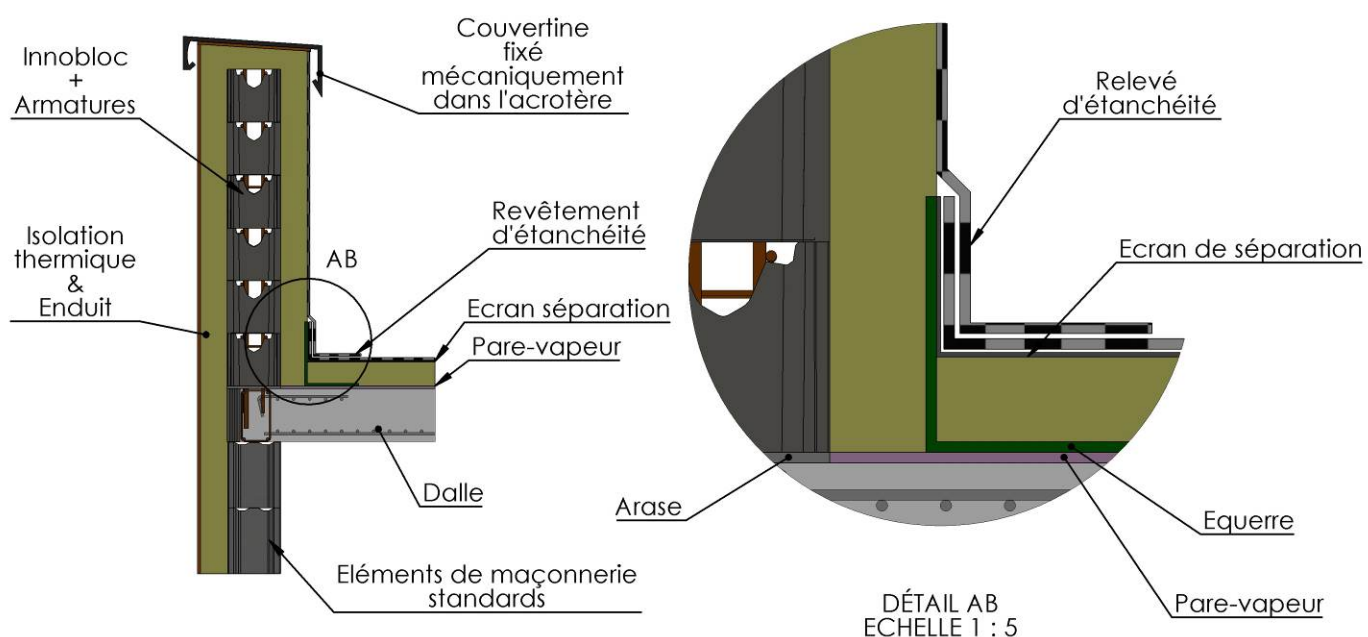 Innobloc
+
Armatures
Couvertine
fixé
mécaniquement
dans l'acrotère
Isolation
thermique
&
Enduit
Revêtement
d'étanchéité
AB
Ecran séparation
Pare-vapeur
Dalle
Eléments de maçonnerie
standards
Relevé
d'étanchéité
Ecran de séparation
Arase
Equerre
Pare-vapeur
DÉTAIL AB
ECHELLE 1 : 5